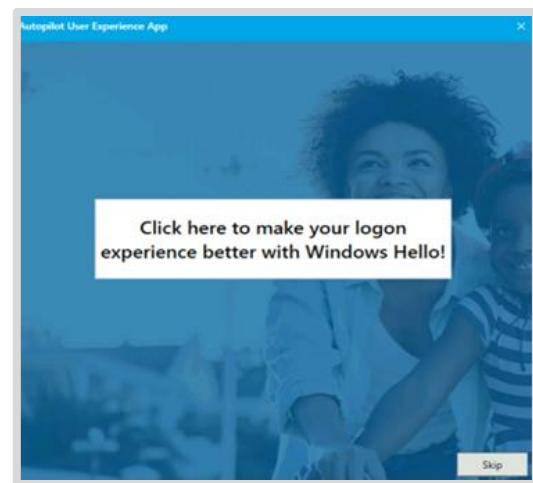 Autopilot User Experience App
Click here to make your logon
experience better with Windows Hello!
Skip